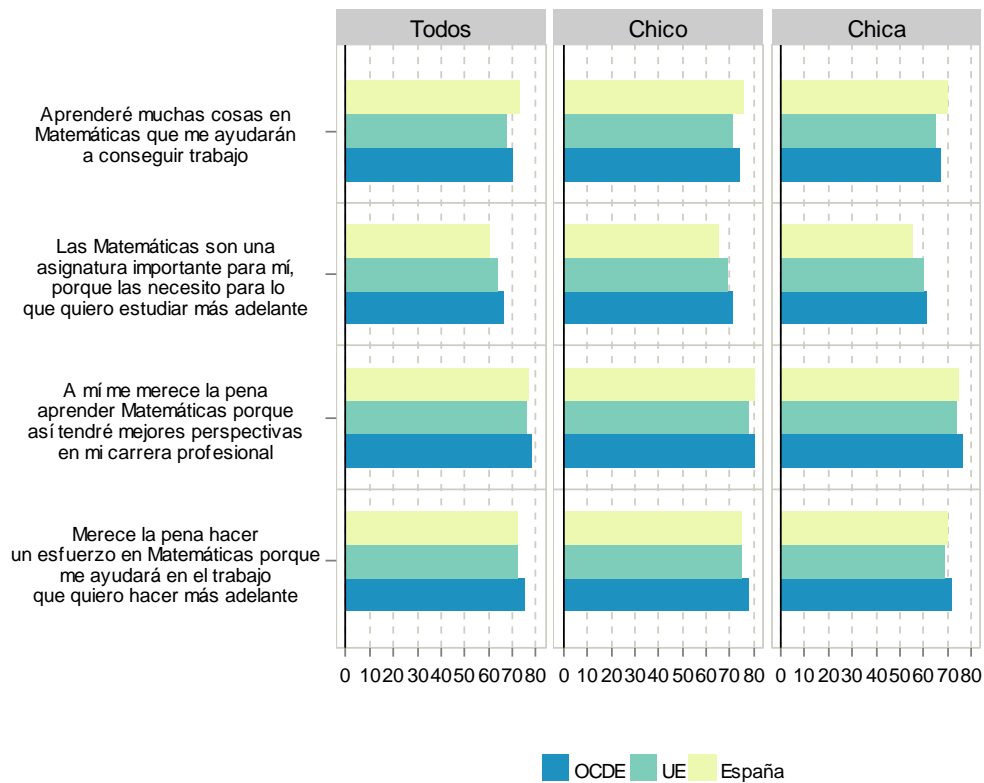 Todos
Chico
Chica
Aprenderé muchas cosas en
Matemáticas que me ayudarán
a conseguir trabajo
Las Matemáticas son una
asignatura importante para mí,
porque las necesito para lo
que quiero estudiar más adelante
A mí me merece la pena
aprender Matemáticas porque
así tendré mejores perspectivas
en mi carrera profesional
Merece la pena hacer
un esfuerzo en Matemáticas porque
me ayudará en el trabajo
que quiero hacer más adelante
0 10 20 30 40 50 60 70 80
0 10 20 30 40 50 60 70 80
0 10 20 30 40 50 60 70 80
OCDE UE España